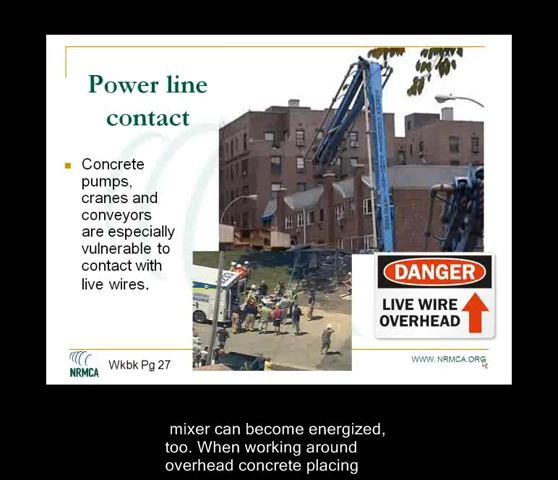 Power line
contact
Concrete
pumps,
cranes and
conveyors
are especially
vulnerable to
contact with
live wires.
DANGER
LIVE WIRE
OVERHEAD
NRMCA
Wkbk Pg 27
WWW. NRMCA.ORG
mixer can become energized,
too. When working around
overhead concrete placing